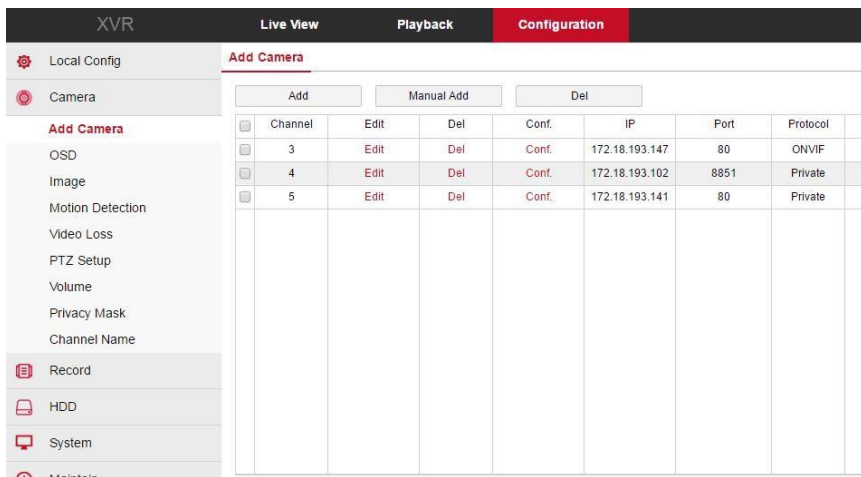 XVR Live View Playback Configuration
Local Config
Camera
Add Camera
OSD
Image
Motion Detection
Video Loss
PTZ Setup
Volume
Privacy Mask
Channel Name
Record
HDD
System
Add Camera
Add Manual Add Del
Channel Edit Del Conf. IP Port Protocol
3 Edit Del Conf. 172.18.193.147 80 ONVIF
4 Edit Del Conf. 172.18.193.102 8851 Private
5 Edit Del Conf. 172.18.193.141 80 Private